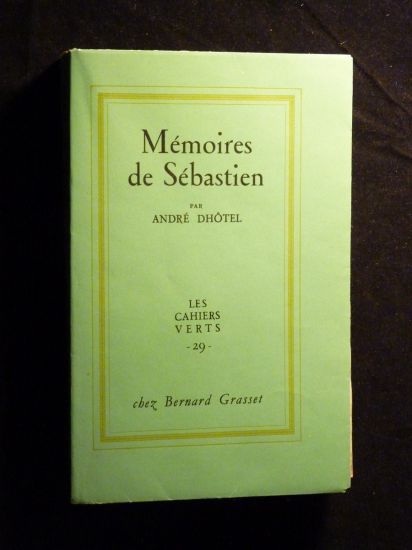 Mémoires
de Sébastien
PAR
ANDRÉ DHÔTEL
LES
CAHIERS
VERTS
- 29 -
chez Bernard Grasset